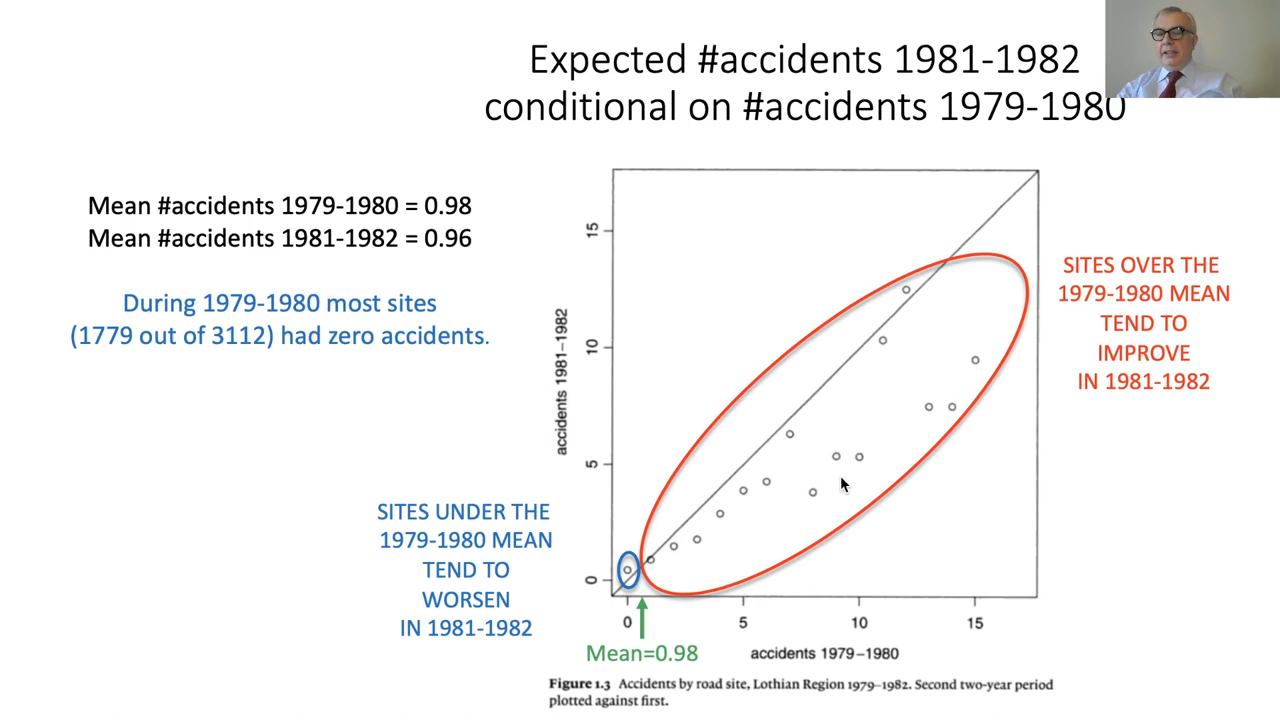 Expected #accidents 1981-1982
conditional on #accidents 1979-1980
Mean #accidents 1979-1980 = 0.98
Mean #accidents 1981-1982 = 0.96
During 1979-1980 most sites
(1779 out of 3112) had zero accidents.
SITES OVER THE
1979-1980 MEAN
TEND TO
IMPROVE
IN 1981-1982
SITES UNDER THE
1979-1980 MEAN
TEND TO
WORSEN
IN 1981-1982
accidents 1981–1982
15
10
5
0
0
5
10
15
Mean=0.98
accidents 1979–1980
Figure 1.3 Accidents by road site, Lothian Region 1979–1982. Second two-year period
plotted against first.